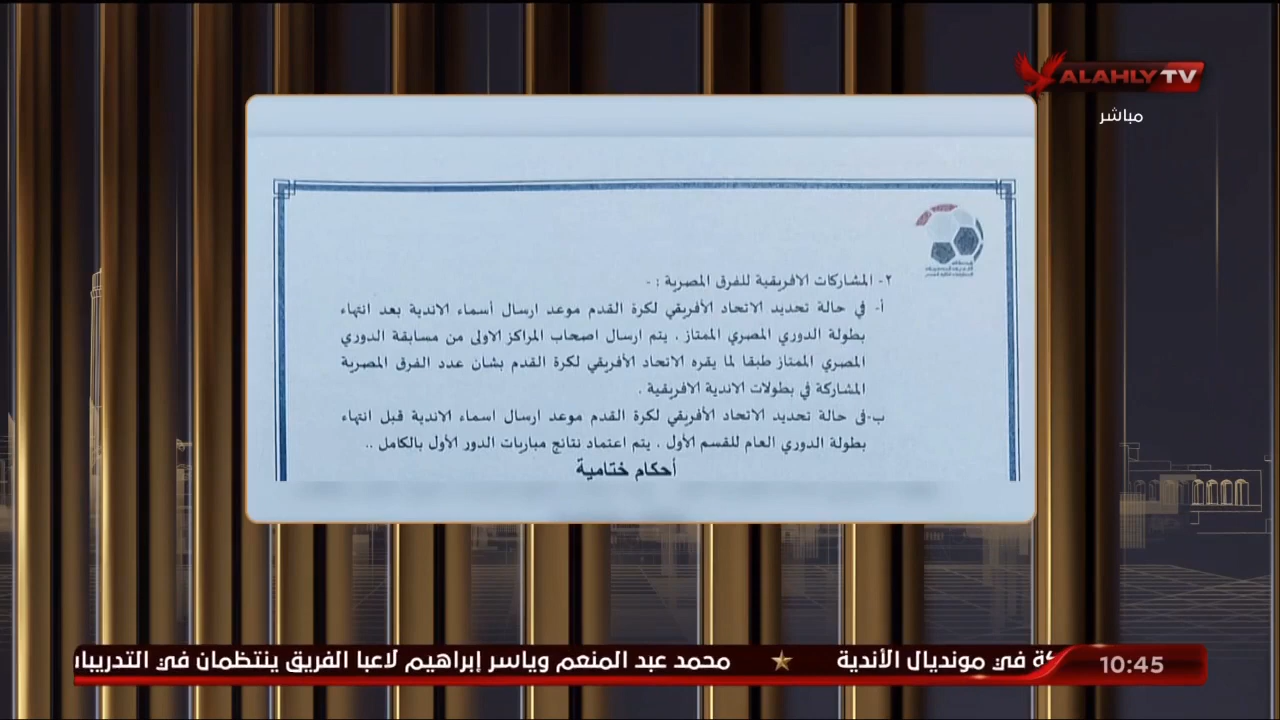 ALAHLY TV
مباشر
٢- المشاركات الافريقية للفرق المصرية : -
أ- في حالة تحديد الاتحاد الأفريقي لكرة القدم موعد ارسال أسماء الاندية بعد انتهاء
بطولة الدوري المصري الممتاز . يتم ارسال اصحاب المراكز الاولى من مسابقة الدوري
المصري الممتاز طبقا لما يقره الاتحاد الأفريقي لكرة القدم بشان عدد الفرق المصرية
المشاركة في بطولات الاندية الافريقية .
ب-فى حالة تحديد الاتحاد الأفريقي لكرة القدم موعد ارسال اسماء الاندية قبل انتهاء
بطولة الدوري العام للقسم الأول . يتم اعتماد نتائج مباريات الدور الأول بالكامل ..
أحكام ختامية
في مونديال الأندية ★ محمد عبد المنعم وياسر إبراهيم لاعبا الفريق ينتظمان في
10:45